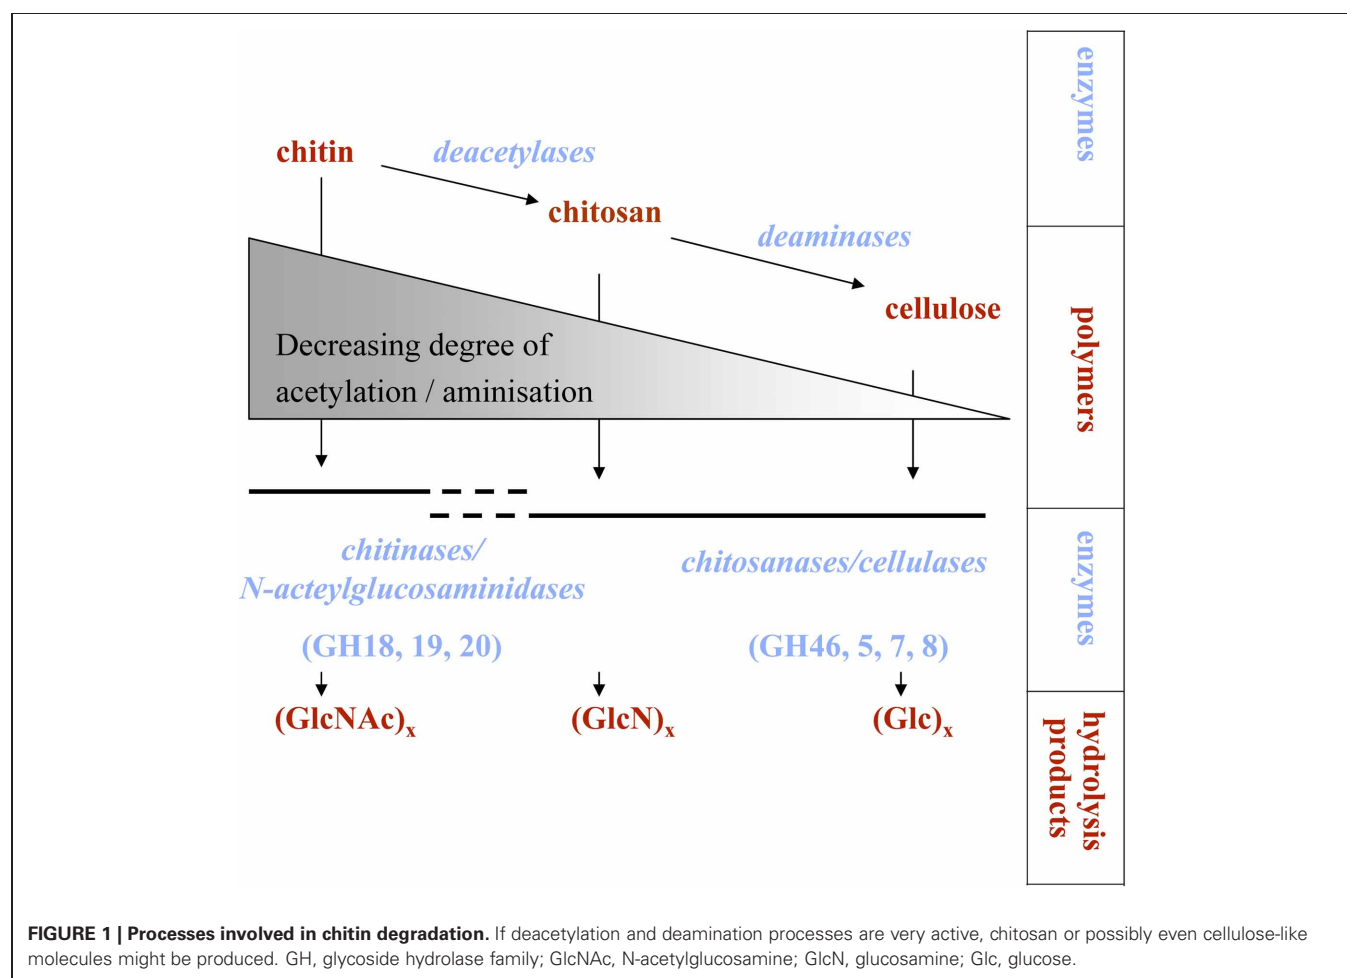 enzymes
chitin
deacetylases
chitosan
deaminases
cellulose
polymers
Decreasing degree of
acetylation / aminisation
enzymes
chitinases/
N-acteylglucosaminidases
chitosanases/cellulases
(GH18, 19, 20)
(GH46, 5, 7, 8)
(GlcNAc)x
(GlcN)x
(Glc)x
hydrolysis
products
FIGURE 1 | Processes involved in chitin degradation. If deacetylation and deamination processes are very active, chitosan or possibly even cellulose-like
molecules might be produced. GH, glycoside hydrolase family; GlcNAc, N-acetylglucosamine; GlcN, glucosamine; Glc, glucose.